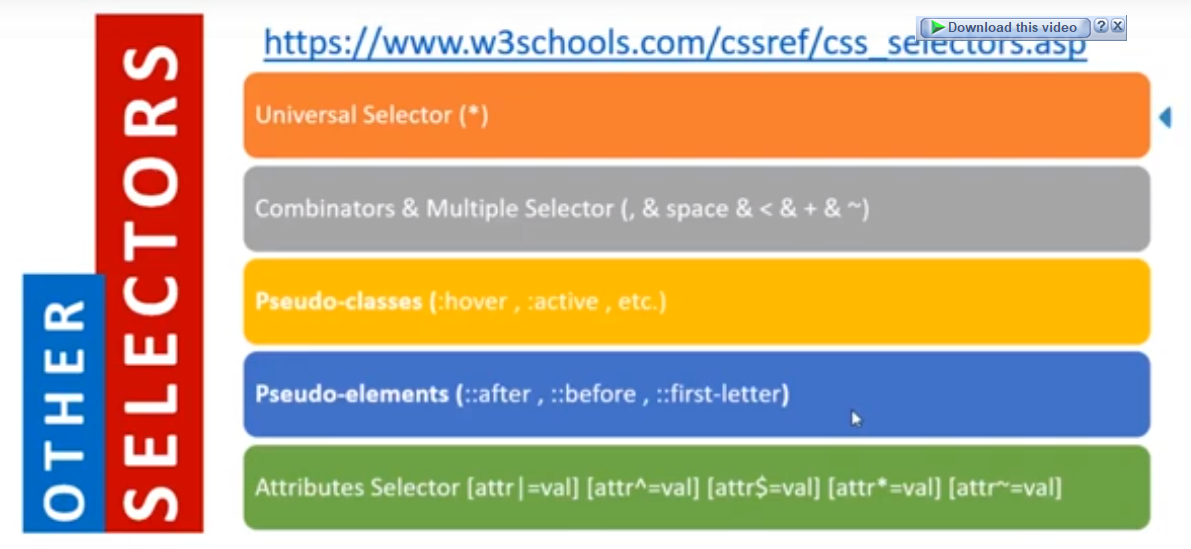 OTHER
SELECTORS
https://www.w3schools.com/cssref/css_selectors.asp
Download this video ? X
Universal Selector (*)
Combinators & Multiple Selector (, & space & < & + & ~)
Pseudo-classes (:hover , :active , etc.)
Pseudo-elements (::after , ::before , ::first-letter)
Attributes Selector [attr|=val] [attr^=val] [attr$=val] [attr*=val] [attr~=val]